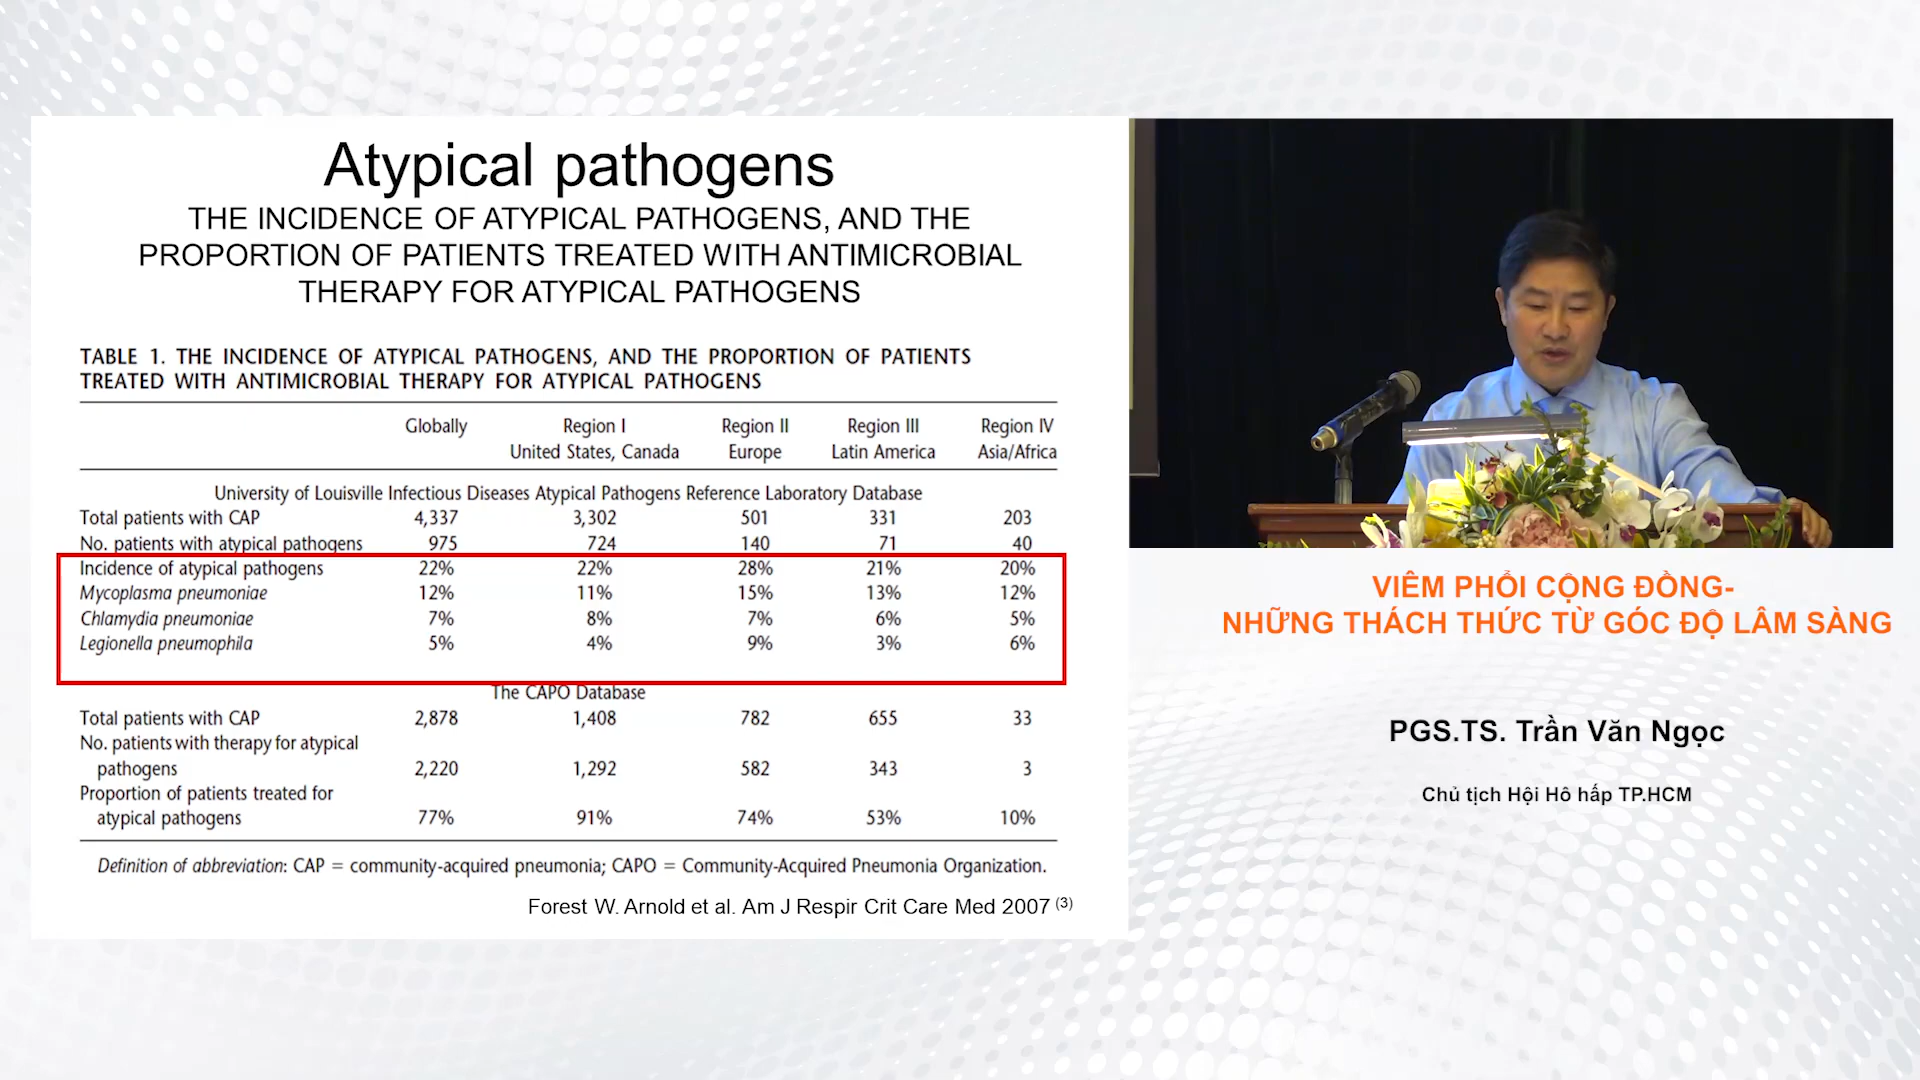 Atypical pathogens
THE INCIDENCE OF ATYPICAL PATHOGENS, AND THE
PROPORTION OF PATIENTS TREATED WITH ANTIMICROBIAL
THERAPY FOR ATYPICAL PATHOGENS
TABLE 1. THE INCIDENCE OF ATYPICAL PATHOGENS, AND THE PROPORTION OF PATIENTS
TREATED WITH ANTIMICROBIAL THERAPY FOR ATYPICAL PATHOGENS
Globally Region I Region II Region III Region IV
United States, Canada Europe Latin America Asia/Africa
University of Louisville Infectious Diseases Atypical Pathogens Reference Laboratory Database
Total patients with CAP 4,337 3,302 501 331 203
No. patients with atypical pathogens 975 724 140 71 40
Incidence of atypical pathogens 22% 22% 28% 21% 20%
Mycoplasma pneumoniae 12% 11% 15% 13% 12%
Chlamydia pneumoniae 7% 8% 7% 6% 5%
Legionella pneumophila 5% 4% 9% 3% 6%
The CAPO Database
Total patients with CAP 2,878 1,408 782 655 33
No. patients with therapy for atypical
pathogens 2,220 1,292 582 343 3
Proportion of patients treated for
atypical pathogens 77% 91% 74% 53% 10%
Definition of abbreviation: CAP = community-acquired pneumonia; CAPO = Community-Acquired Pneumonia Organization.
Forest W. Arnold et al. Am J Respir Crit Care Med 2007 (3)
VIÊM PHỔI CỘNG ĐỒNG-
NHỮNG THÁCH THỨC TỪ GÓC ĐỘ LÂM SÀNG
PGS.TS. Trần Văn Ngọc
Chủ tịch Hội Hô hấp TP.HCM